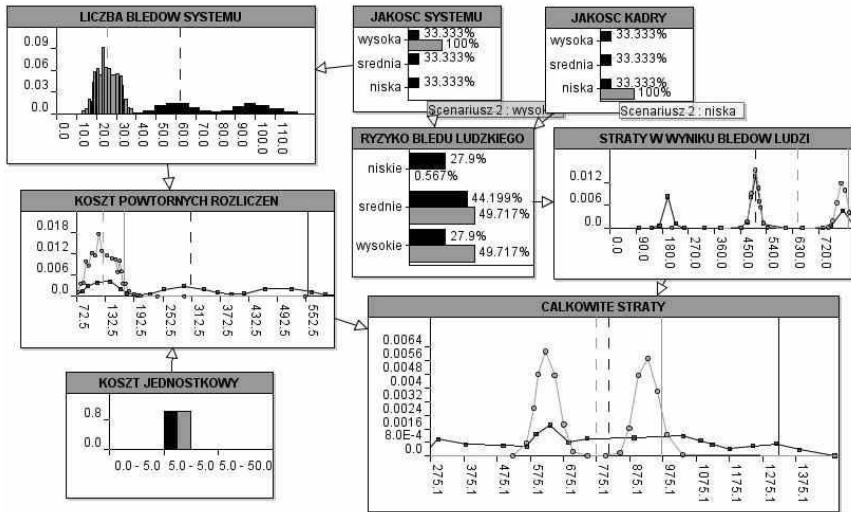 LICZBA BLEDOW SYSTEMU
0.09
0.06
0.03
0.0
0.0
10.0
20.0
30.0
40.0
50.0
60.0
70.0
80.0
90.0
100.0
110.0
JAKOSC SYSTEMU
wysoka 33.333%
100%
srednia 33.333%
niska 33.333%
Scenariusz 2 : wysok
JAKOSC KADRY
wysoka 33.333%
srednia 33.333%
niska 33.333%
100%
Scenariusz 2 : niska
RYZYKO BLEDU LUDZKIEGO
niskie 27.9%
0.567%
srednie 44.199%
49.717%
wysokie 27.9%
49.717%
STRATY W WYNIKU BLEDOW LUDZI
0.012
0.006
0.0
0.0
900.0
180.0
360.0
450.0
540.0
630.0
720.0
KOSZT POWTORNYCH ROZLICZEN
0.018
0.012
0.006
0.0
72.5
132.5
192.5
252.5
312.5
372.5
432.5
492.5
552.5
KOSZT JEDNOSTKOWY
0.8
0.0
0.0 - 5.0
5.0 - 5.0
5.0 - 50.0
CALKOWITE STRATY
0.0064
0.0056
0.0048
0.004
0.0032
0.0024
0.0016
8.0E-4
0.0
275.1
375.1
475.1
575.1
675.1
775.1
875.1
975.1
1075.1
1175.1
1275.1
1375.1